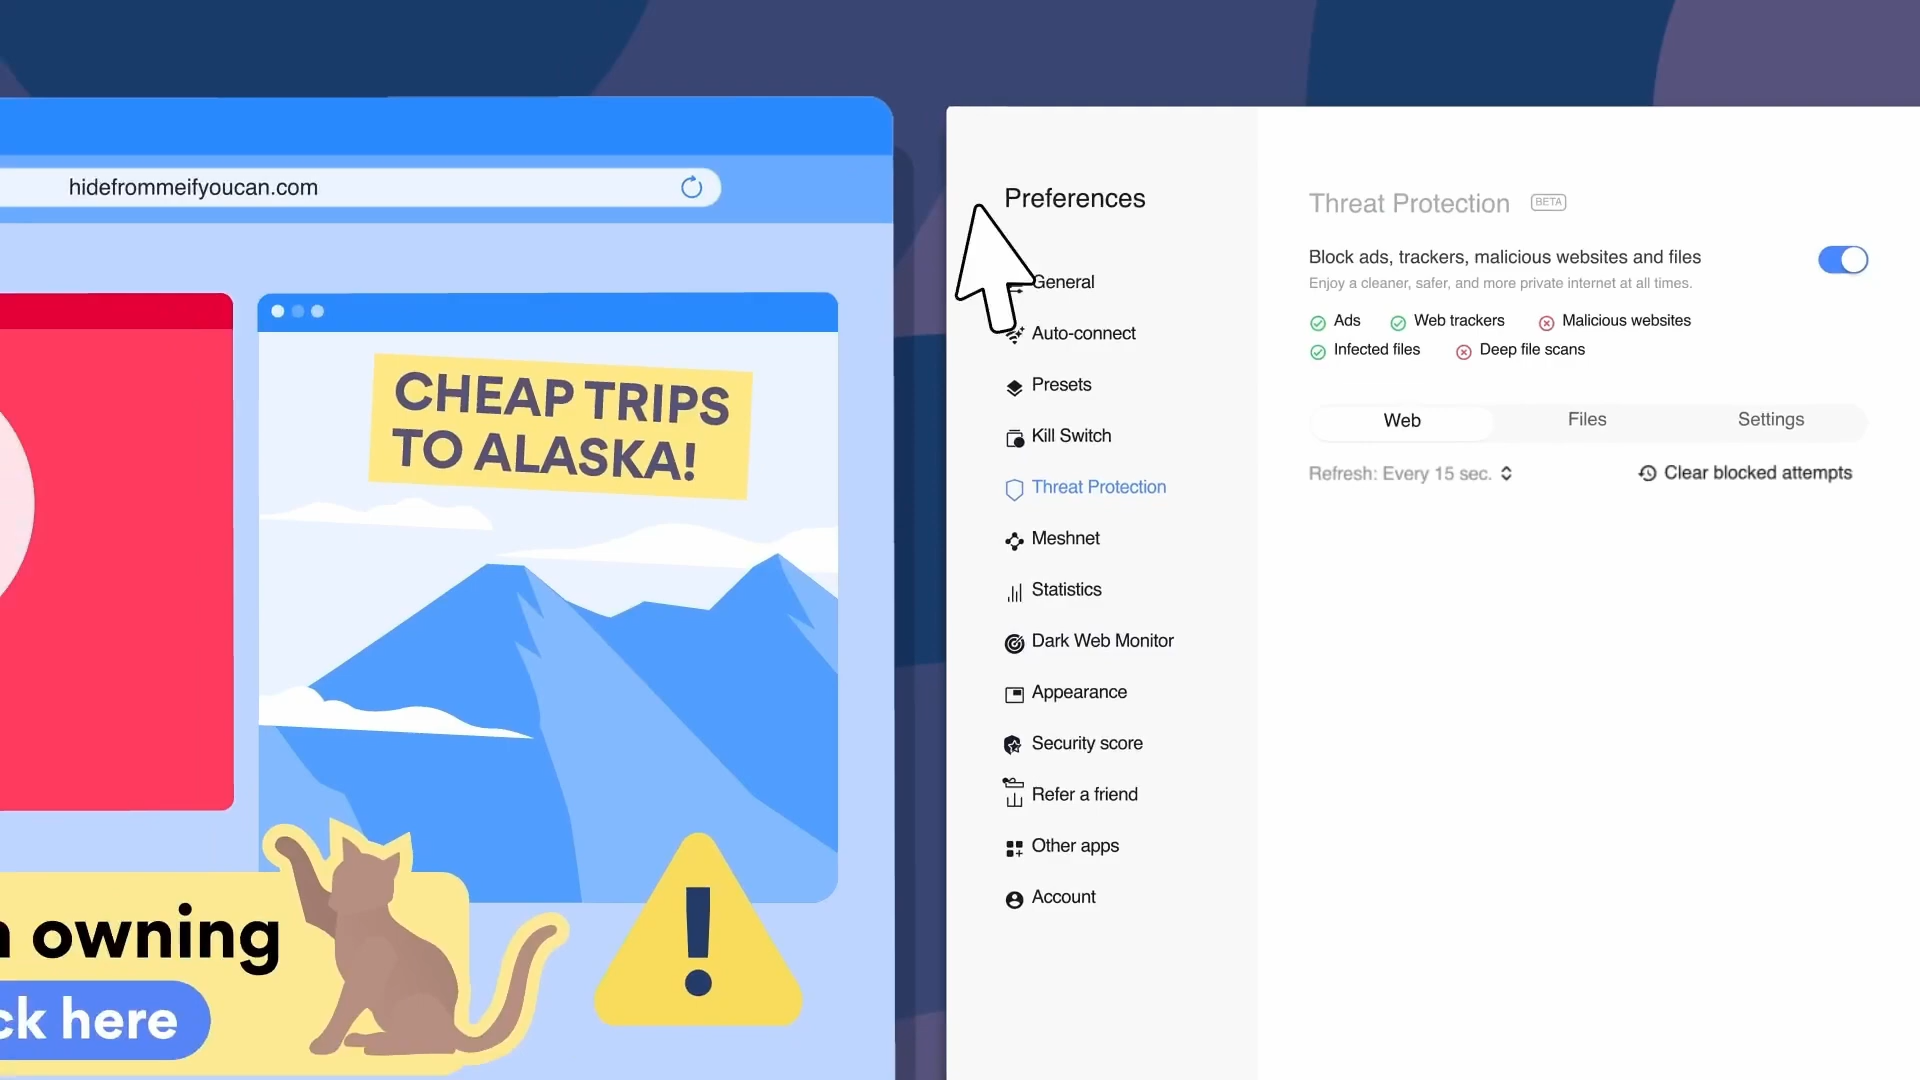 hidefrommeifyoucan.com
CHEAP TRIPS
TO ALASKA!
owning
ck here
Preferences
General
Auto-connect
Presets
Kill Switch
Threat Protection
Meshnet
Statistics
Dark Web Monitor
Appearance
Security score
Refer a friend
Other apps
Account
Threat Protection BETA
Block ads, trackers, malicious websites and files
Enjoy a cleaner, safer, and more private internet at all times.
Ads Web trackers Malicious websites
Infected files Deep file scans
Web Files Settings
Refresh: Every 15 sec. Clear blocked attempts